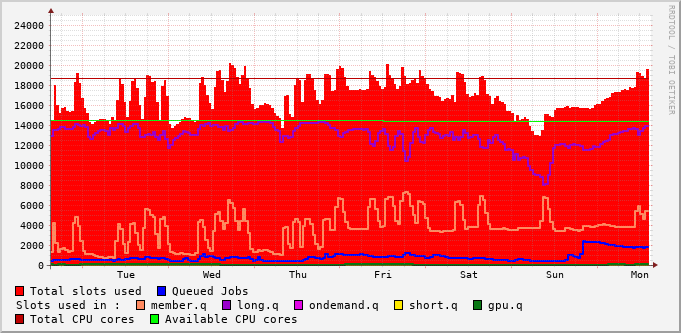 24000
22000
20000
18000
16000
14000
12000
10000
8000
6000
4000
2000
0
Tue Wed Thu Fri Sat Sun Mon
Total slots used Queued Jobs
Slots used in : member.q long.q ondemand.q short.q gpu.q
Total CPU cores Available CPU cores
RRDTOOL / TOBI OETIKER